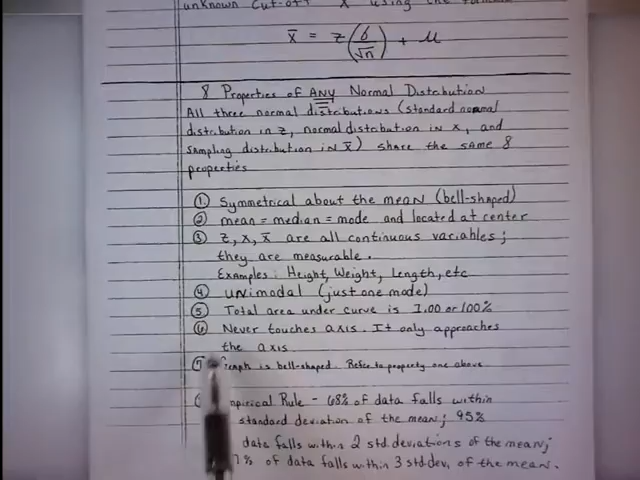 unknown cut-off X̄ using the formula
x̄ = z(σ/√n) + μ
8 Properties of ANY Normal Distribution
All three normal distributions (standard normal
distribution in z, normal distribution in x, and
sampling distribution in x̄) share the same 8
properties
① Symmetrical about the mean (bell-shaped)
② mean = median = mode and located at center
③ z, x, x̄ are all continuous variables;
they are measurable.
Examples: Height, Weight, Length, etc
④ unimodal (just one mode)
⑤ Total area under curve is 1.00 or 100%
⑥ Never touches axis. It only approaches
the axis
⑦ Graph is bell-shaped. Refer to property one above
mpirical Rule - 68% of data falls within
standard deviation of the mean; 95%
data falls within 2 std. deviations of the mean;
7% of data falls within 3 std. dev. of the mean.